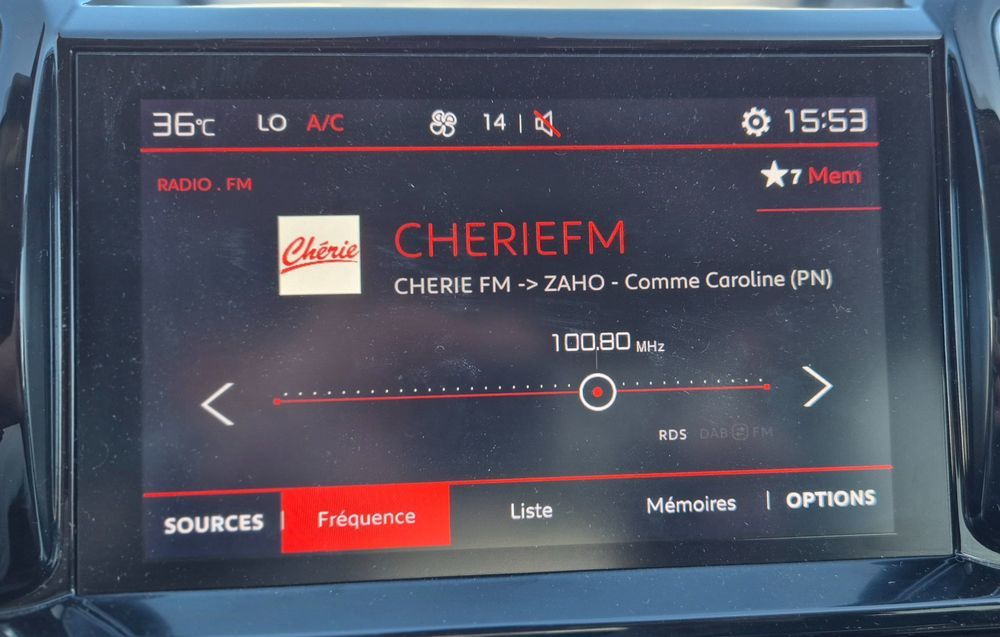 36°C LO A/C 14 | 15:53
RADIO . FM
7 Mem
Chérie
CHERIEFM
CHERIE FM -> ZAHO - Comme Caroline (PN)
100.80 MHz
RDS DAB FM
SOURCES | Fréquence Liste Mémoires | OPTIONS